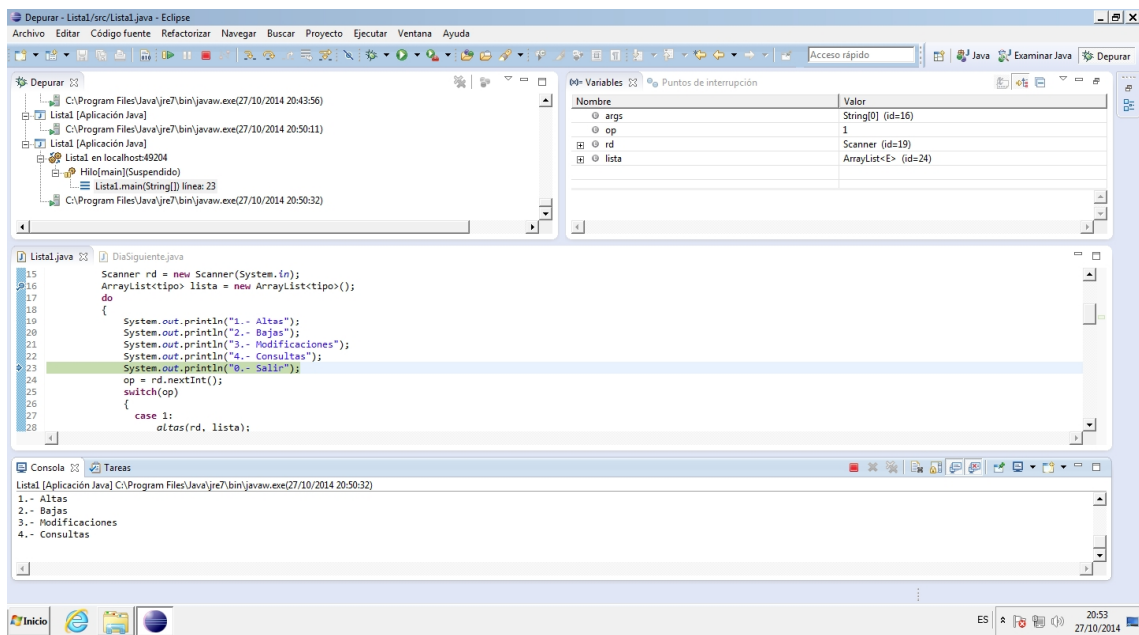 Depurar - Lista1/src/Lista1.java - Eclipse
Archivo Editar Código fuente Refactorizar Navegar Buscar Proyecto Ejecutar Ventana Ayuda
Acceso rápido
Java
Examinar Java
Depurar
Depurar
C:\Program Files\Java\jre7\bin\javaw.exe(27/10/2014 20:43:56)
Lista1 [Aplicación Java]
C:\Program Files\Java\jre7\bin\javaw.exe(27/10/2014 20:50:11)
Lista1 [Aplicación Java]
Lista1 en localhost:49204
Hilo[main](Suspendido)
Lista1.main(String[]) línea: 23
C:\Program Files\Java\jre7\bin\javaw.exe(27/10/2014 20:50:32)
Variables Puntos de interrupción
Nombre Valor
args String[0] (id=16)
op 1
rd Scanner (id=19)
lista ArrayList<E> (id=24)
Lista1.java DiaSiguiente.java
15 Scanner rd = new Scanner(System.in);
16 ArrayList<tipo> lista = new ArrayList<tipo>();
17 do
18 {
19 System.out.println("1.- Altas");
20 System.out.println("2.- Bajas");
21 System.out.println("3.- Modificaciones");
22 System.out.println("4.- Consultas");
23 System.out.println("0.- Salir");
24 op = rd.nextInt();
25 switch(op)
26 {
27 case 1:
28 altas(rd, lista);
Consola Tareas
Lista1 [Aplicación Java] C:\Program Files\Java\jre7\bin\javaw.exe(27/10/2014 20:50:32)
1.- Altas
2.- Bajas
3.- Modificaciones
4.- Consultas
Inicio
ES
20:53
27/10/2014